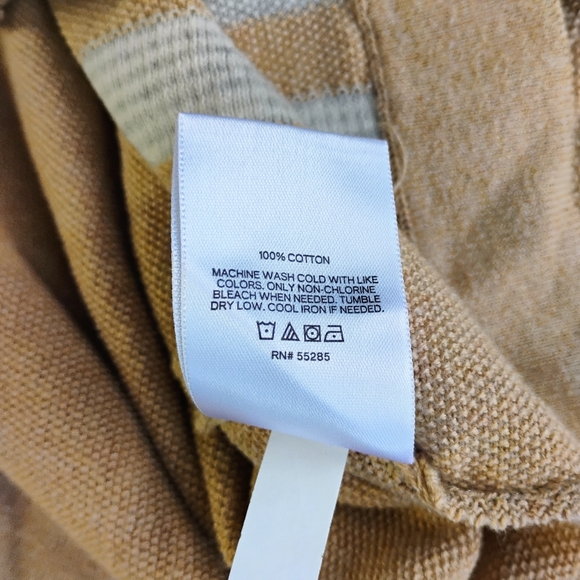 100% COTTON
MACHINE WASH COLD WITH LIKE
COLORS. ONLY NON-CHLORINE
BLEACH WHEN NEEDED. TUMBLE
DRY LOW. COOL IRON IF NEEDED.
RN# 55285